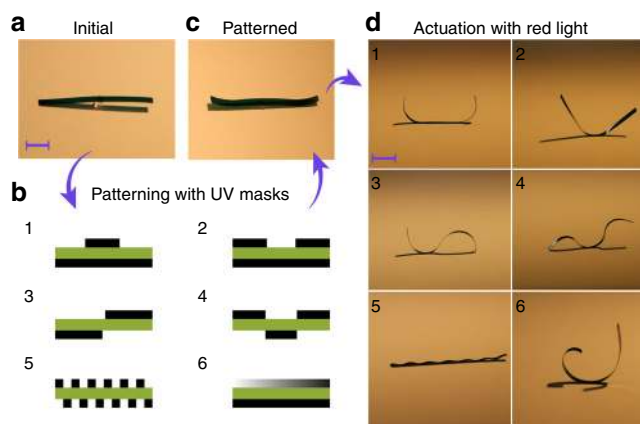 a Initial
c Patterned
d Actuation with red light
1 2
b Patterning with UV masks
1 2
3 4
3 4
5 6
5 6